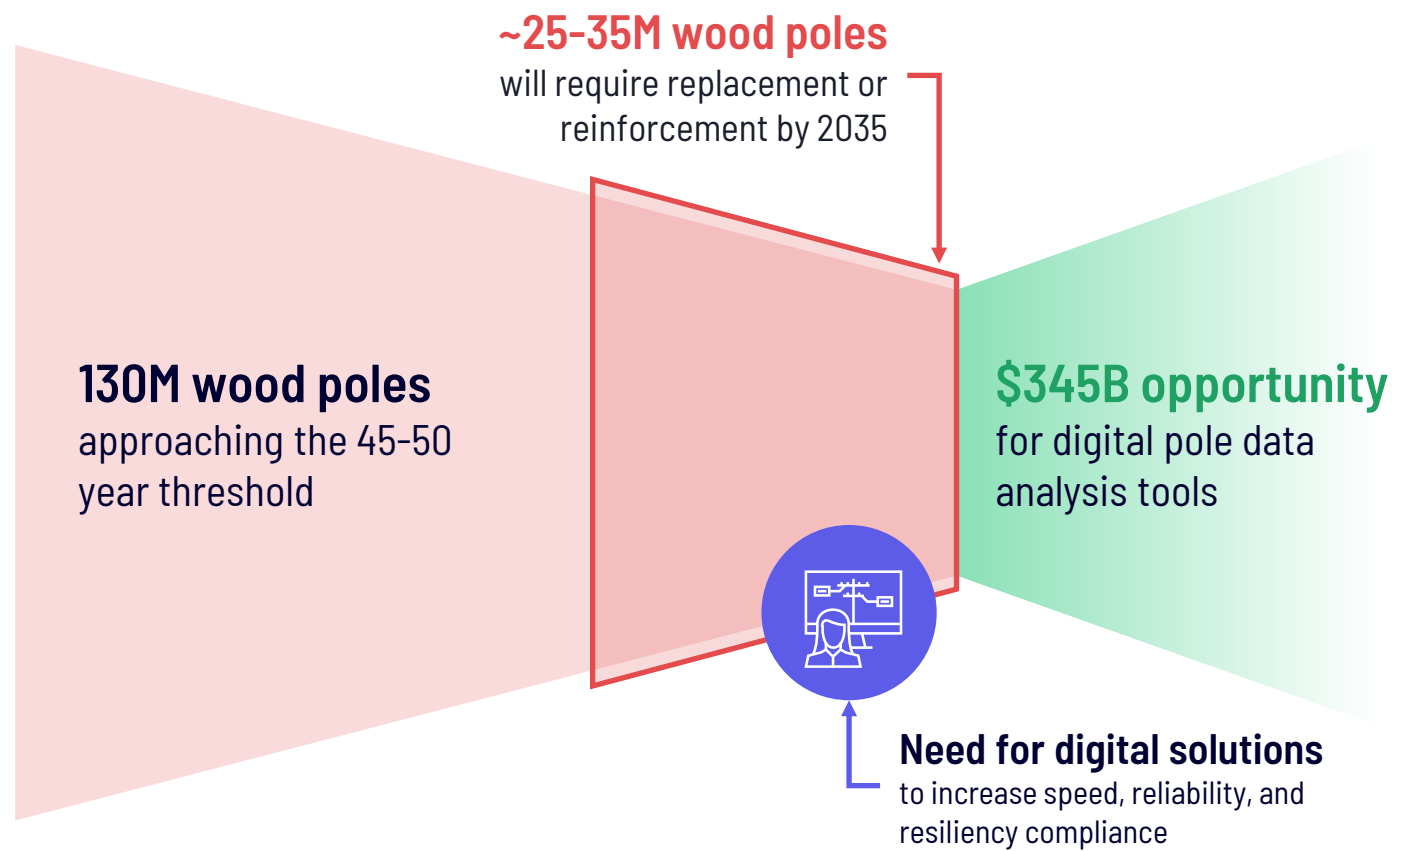 ~25-35M wood poles
will require replacement or
reinforcement by 2035
130M wood poles
approaching the 45-50
year threshold
$345B opportunity
for digital pole data
analysis tools
Need for digital solutions
to increase speed, reliability, and
resiliency compliance